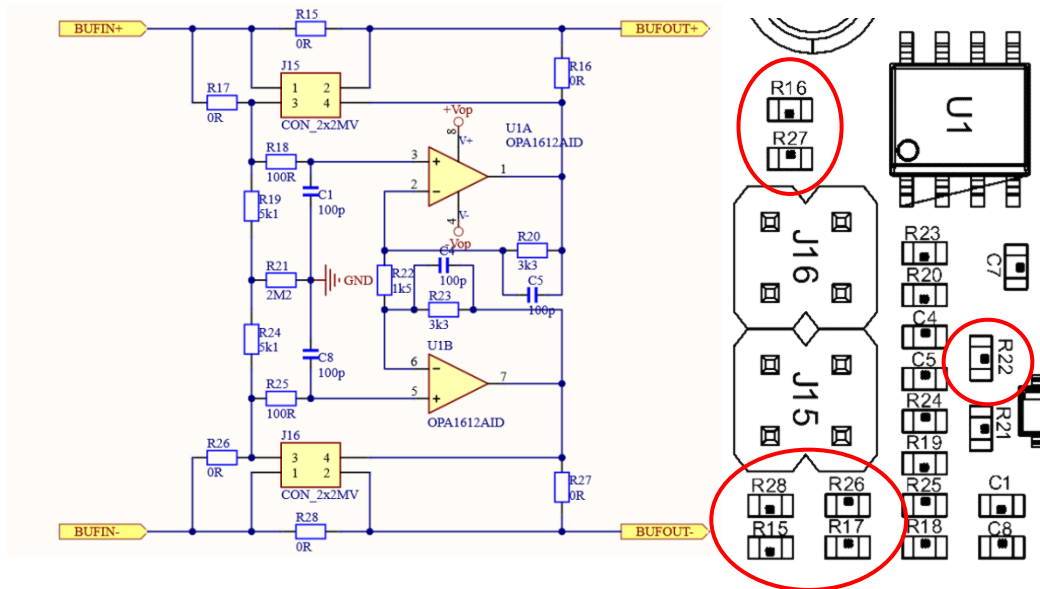 R15
BUFIN+
BUFOUT+
0R
J15
R16
0R
R17
1 2
3 4
0R
CON_2x2MV
+Vop
8
V+
U1A
OPA1612AID
R18
3
100R
+
1
C1
2
−
R19
100p
5k1
V-
4
-Vop
R20
C4
R21
GND
R22
100p
3k3
2M2
1k5
C5
R23
100p
3k3
R24
5k1
U1B
C8
100p
6
−
R25
7
5
+
100R
OPA1612AID
R26
J16
3 4
0R
1 2
R27
CON_2x2MV
0R
R28
BUFIN-
BUFOUT-
0R
R16
R27
U1
J16
R23
C7
R20
C4
J15
C5
R22
R24
R21
R19
R28
R26
R25
C1
R15
R17
R18
C8